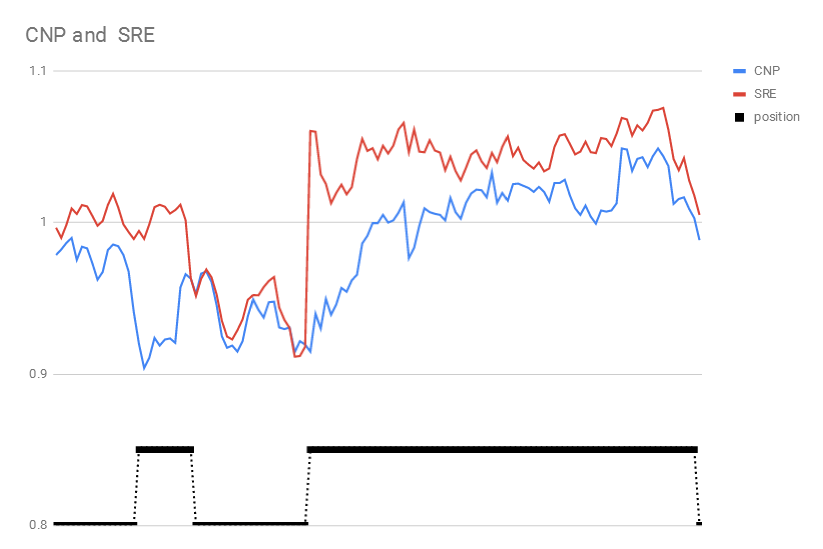 CNP and SRE
1.1
1
0.9
0.8
CNP
SRE
position